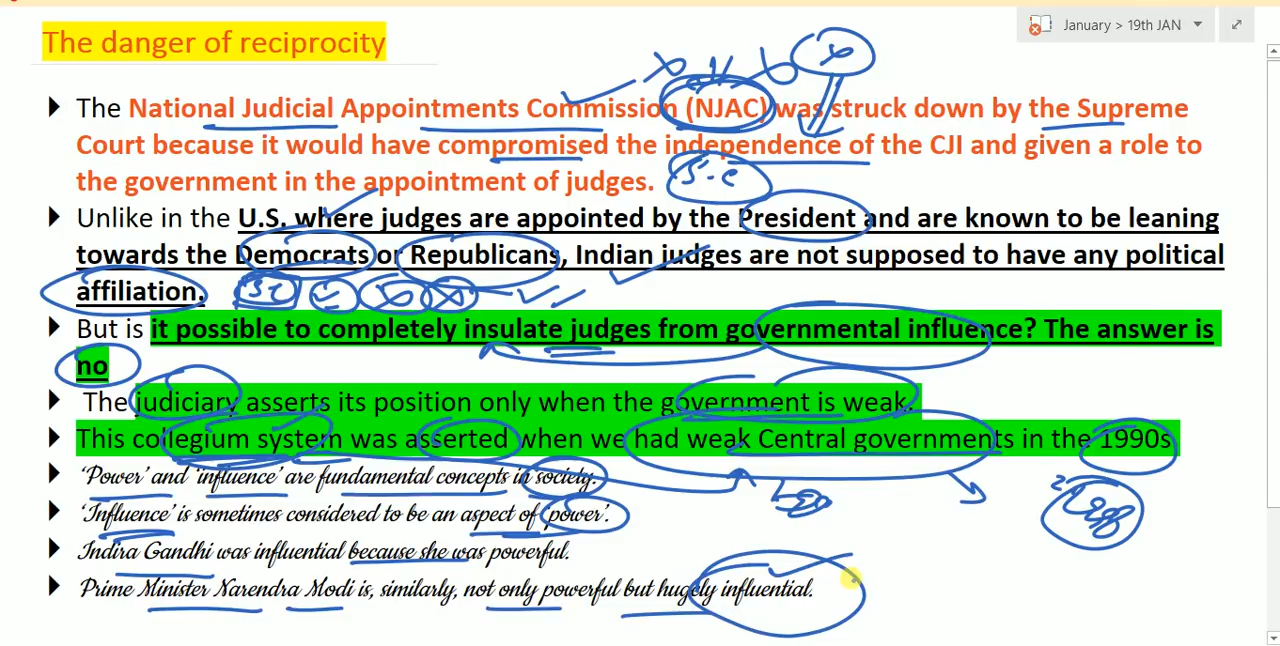 January > 19th JAN
The danger of reciprocity
The National Judicial Appointments Commission (NJAC) was struck down by the Supreme
Court because it would have compromised the independence of the CJI and given a role to
the government in the appointment of judges.
S.C
Unlike in the U.S. where judges are appointed by the President and are known to be leaning
towards the Democrats or Republicans, Indian judges are not supposed to have any political
affiliation.
But is it possible to completely insulate judges from governmental influence? The answer is
no
The judiciary asserts its position only when the government is weak.
This collegium system was asserted when we had weak Central governments in the 1990s
‘Power’ and ‘influence’ are fundamental concepts in society.
‘Influence’ is sometimes considered to be an aspect of ‘power’.
Indira Gandhi was influential because she was powerful.
Prime Minister Narendra Modi is, similarly, not only powerful but hugely influential.